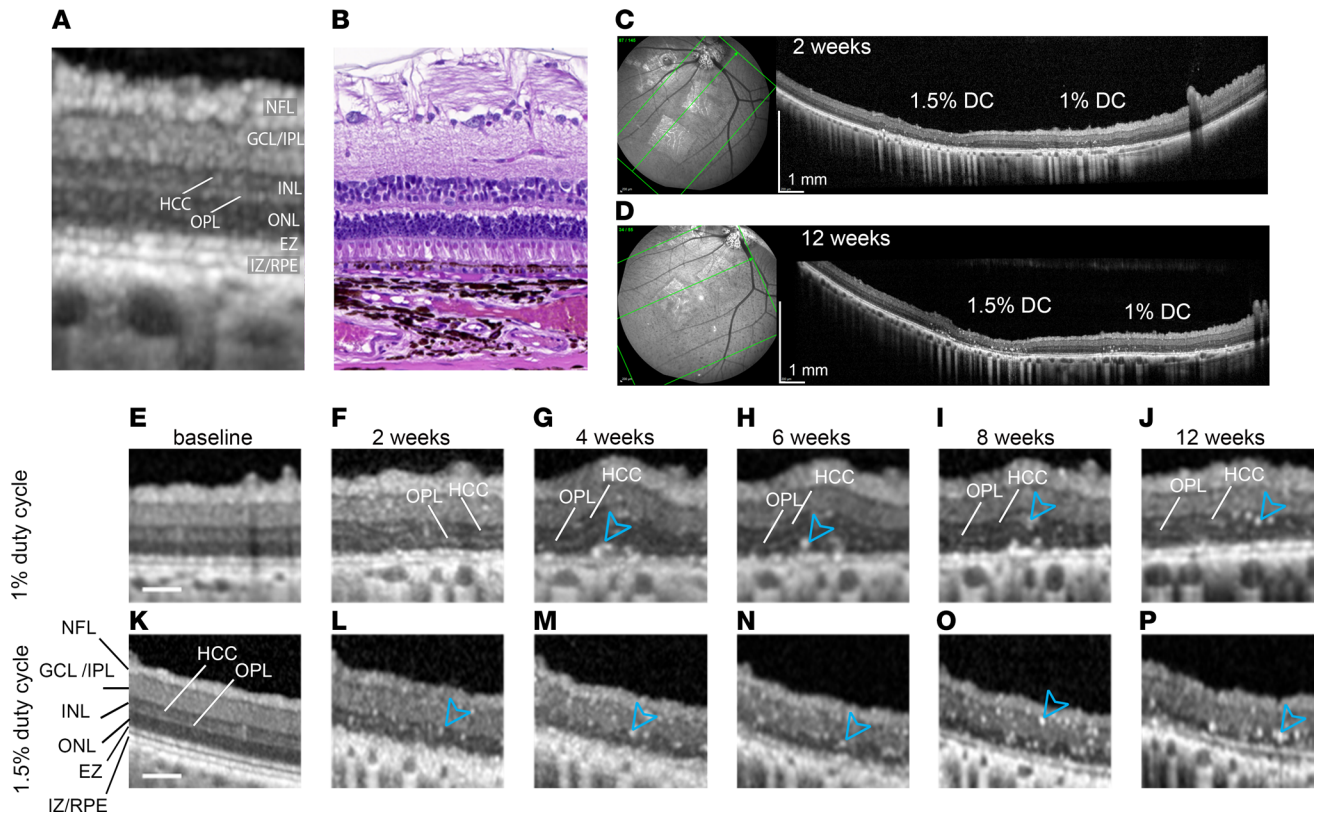 A
B
C
D
NFL
GCL/IPL
HCC
INL
OPL
ONL
EZ
IZ/RPE
2 weeks
1.5% DC
1% DC
1 mm
12 weeks
1.5% DC
1% DC
1 mm
E
F
G
H
I
J
baseline
2 weeks
4 weeks
6 weeks
8 weeks
12 weeks
1% duty cycle
OPL
HCC
OPL
HCC
OPL
HCC
OPL
HCC
OPL
HCC
K
L
M
N
O
P
1.5% duty cycle
NFL
GCL /IPL
INL
ONL
EZ
IZ/RPE
HCC
OPL